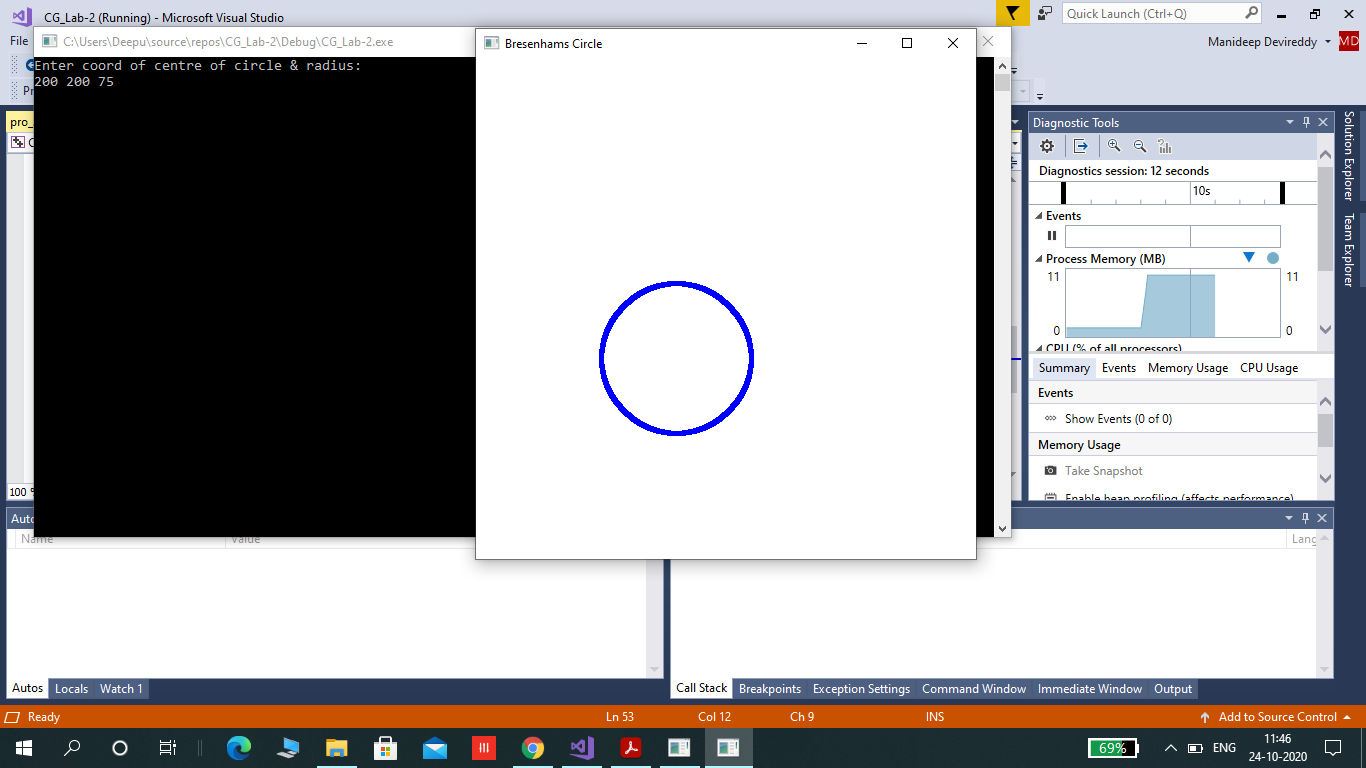 CG_Lab-2 (Running) - Microsoft Visual Studio
Quick Launch (Ctrl+Q)
File
C:\Users\Deepu\source\repos\CG_Lab-2\Debug\CG_Lab-2.exe
Bresenhams Circle
Manideep Devireddy
MD
Enter coord of centre of circle & radius:
200 200 75
pro_
Diagnostic Tools
Diagnostics session: 12 seconds
10s
Events
Process Memory (MB)
11
11
0
0
CPU (% of all processors)
Summary
Events
Memory Usage
CPU Usage
Events
Show Events (0 of 0)
Memory Usage
Take Snapshot
Enable heap profiling (affects performance)
Solution Explorer
Team Explorer
100 %
Name
Value
Lang
Autos
Locals
Watch 1
Call Stack
Breakpoints
Exception Settings
Command Window
Immediate Window
Output
Ready
Ln 53
Col 12
Ch 9
INS
Add to Source Control
69%
ENG
11:46
24-10-2020